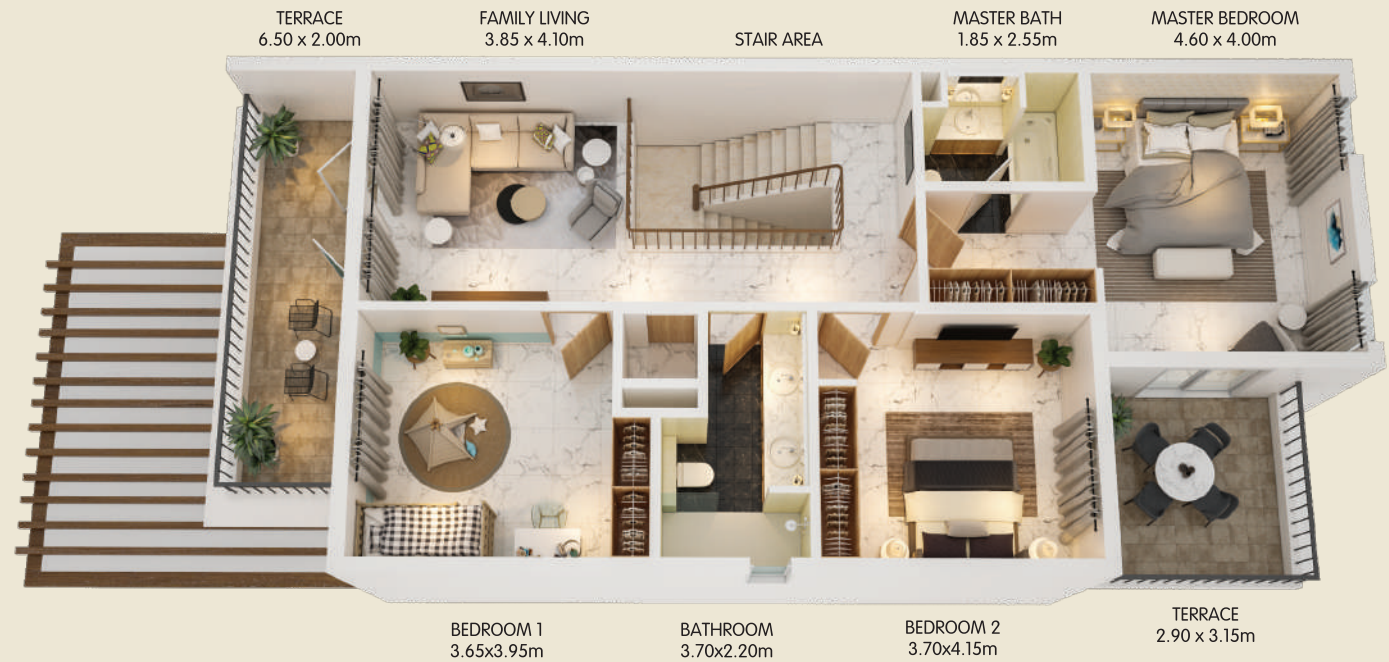 TERRACE
6.50 x 2.00m
FAMILY LIVING
3.85 x 4.10m
STAIR AREA
MASTER BATH
1.85 x 2.55m
MASTER BEDROOM
4.60 x 4.00m
BEDROOM 1
3.65x3.95m
BATHROOM
3.70x2.20m
BEDROOM 2
3.70x4.15m
TERRACE
2.90 x 3.15m